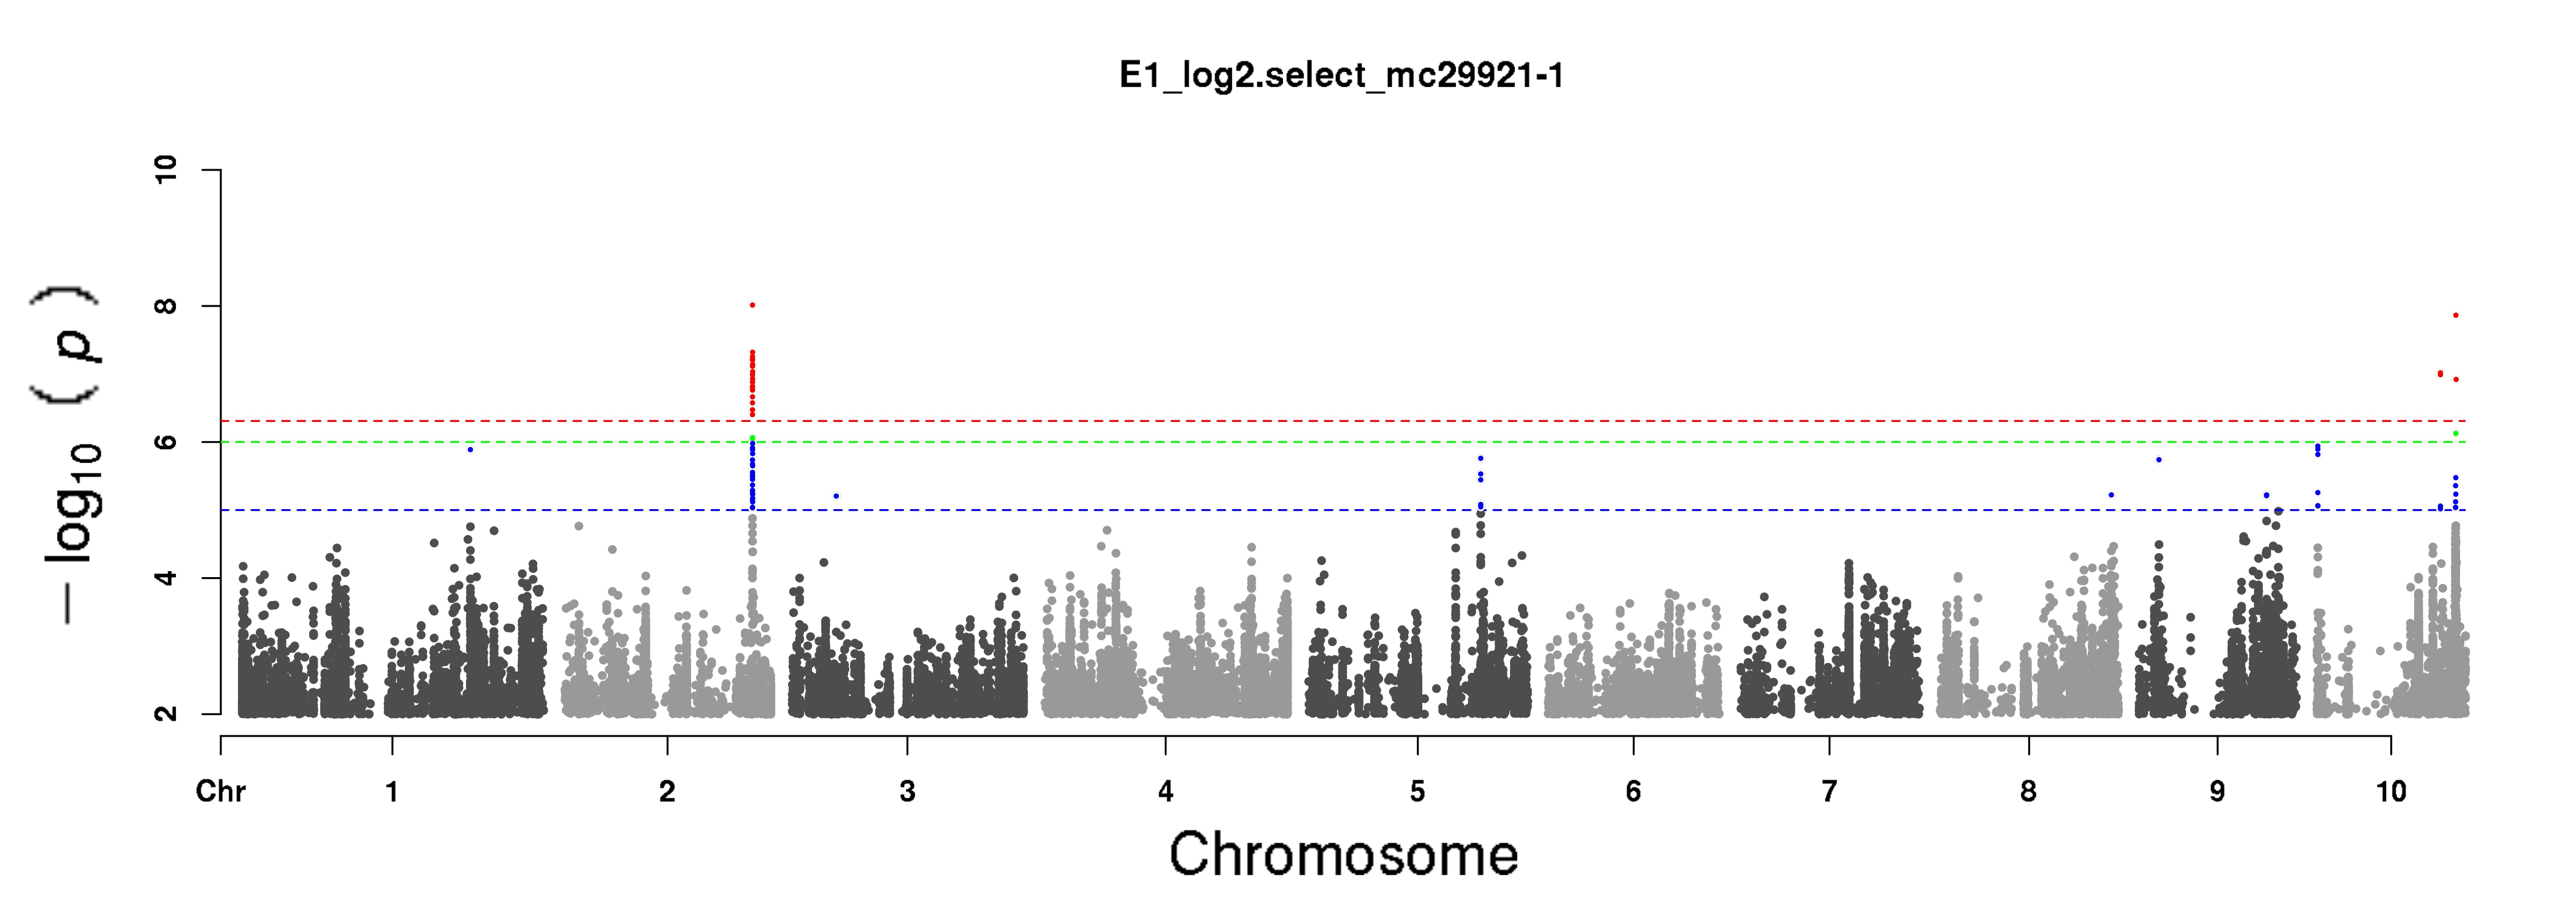 E1_log2.select_mc29921-1
− log10 ( p )
10
8
6
4
2
Chr 1 2 3 4 5 6 7 8 9 10
Chromosome